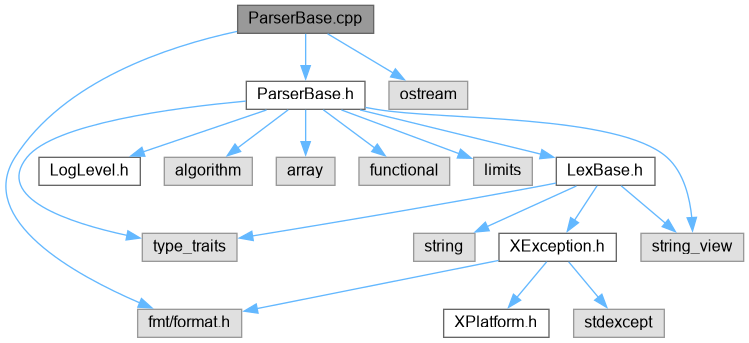 ParserBase.cpp
ParserBase.h
ostream
LogLevel.h
algorithm
array
functional
limits
LexBase.h
type_traits
string
XException.h
string_view
fmt/format.h
XPlatform.h
stdexcept